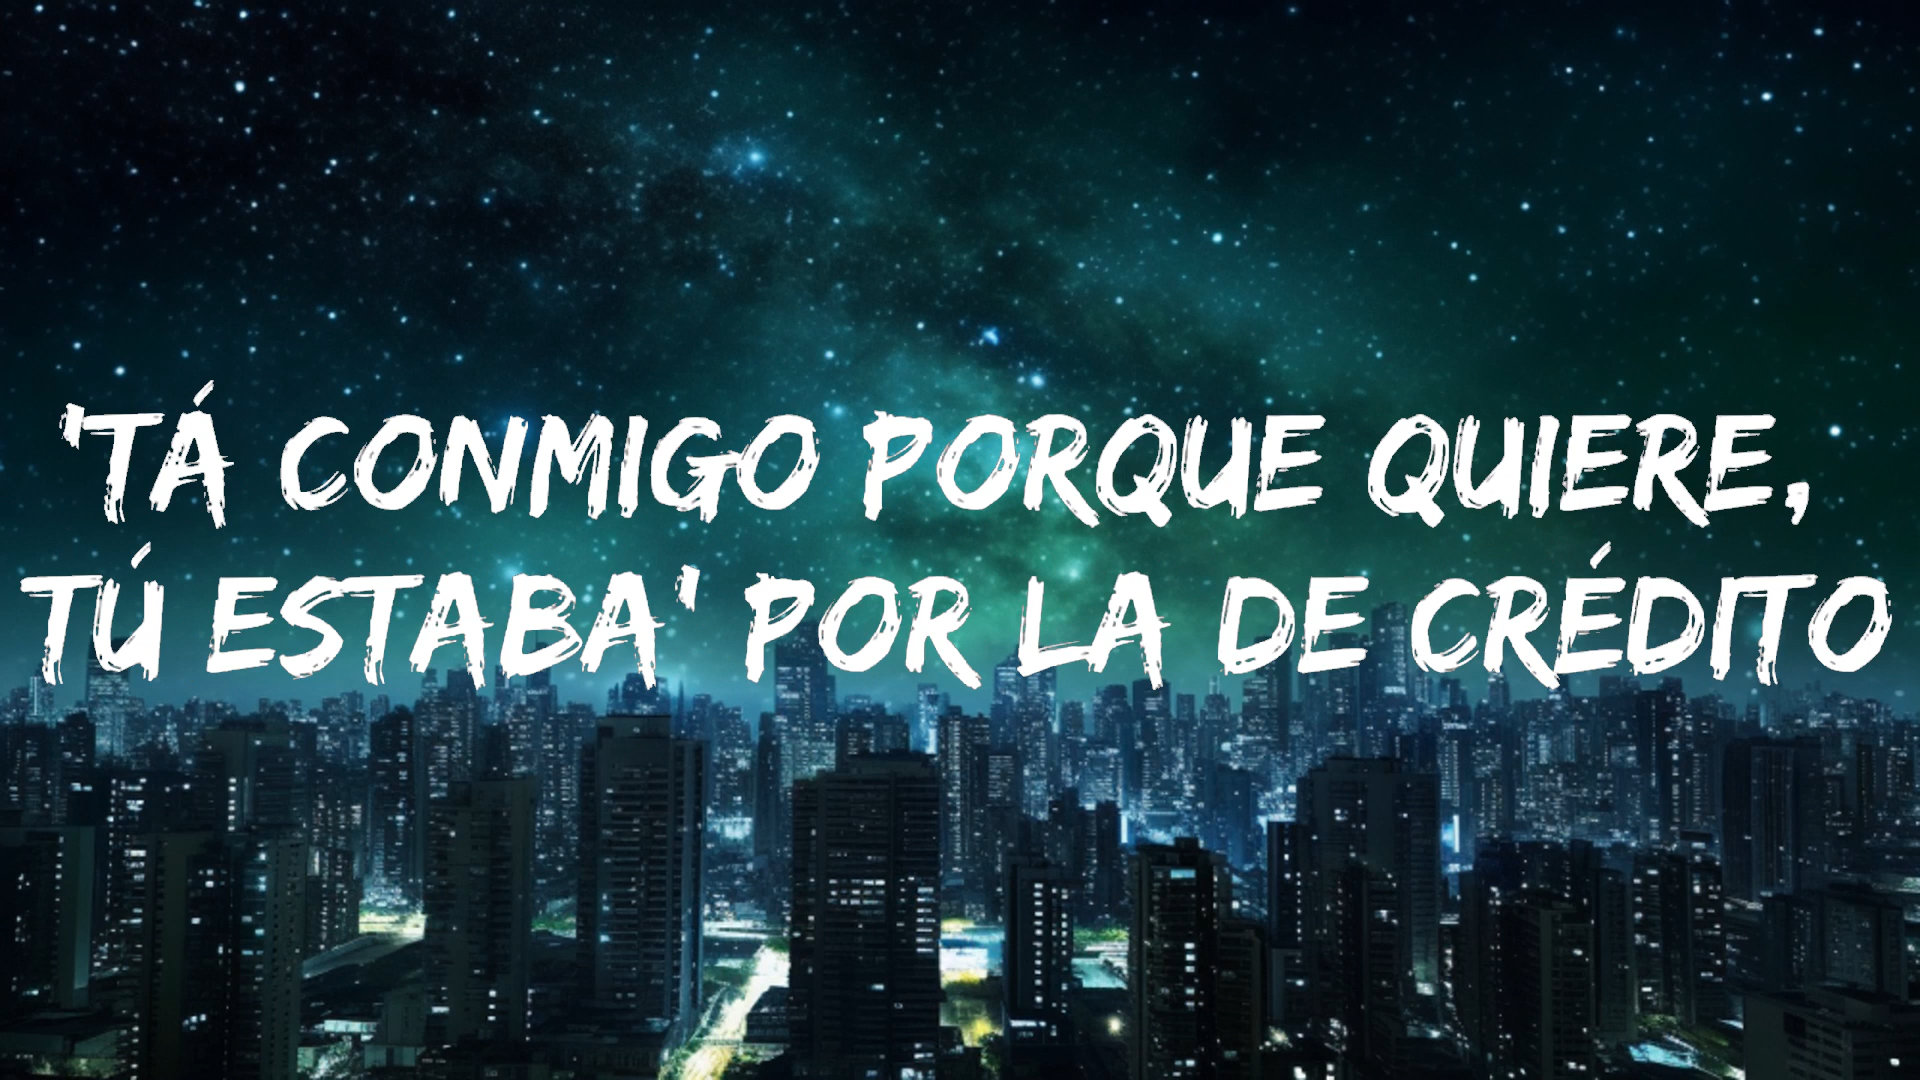 'TÁ CONMIGO PORQUE QUIERE,
TÚ ESTABA' POR LA DE CRÉDITO